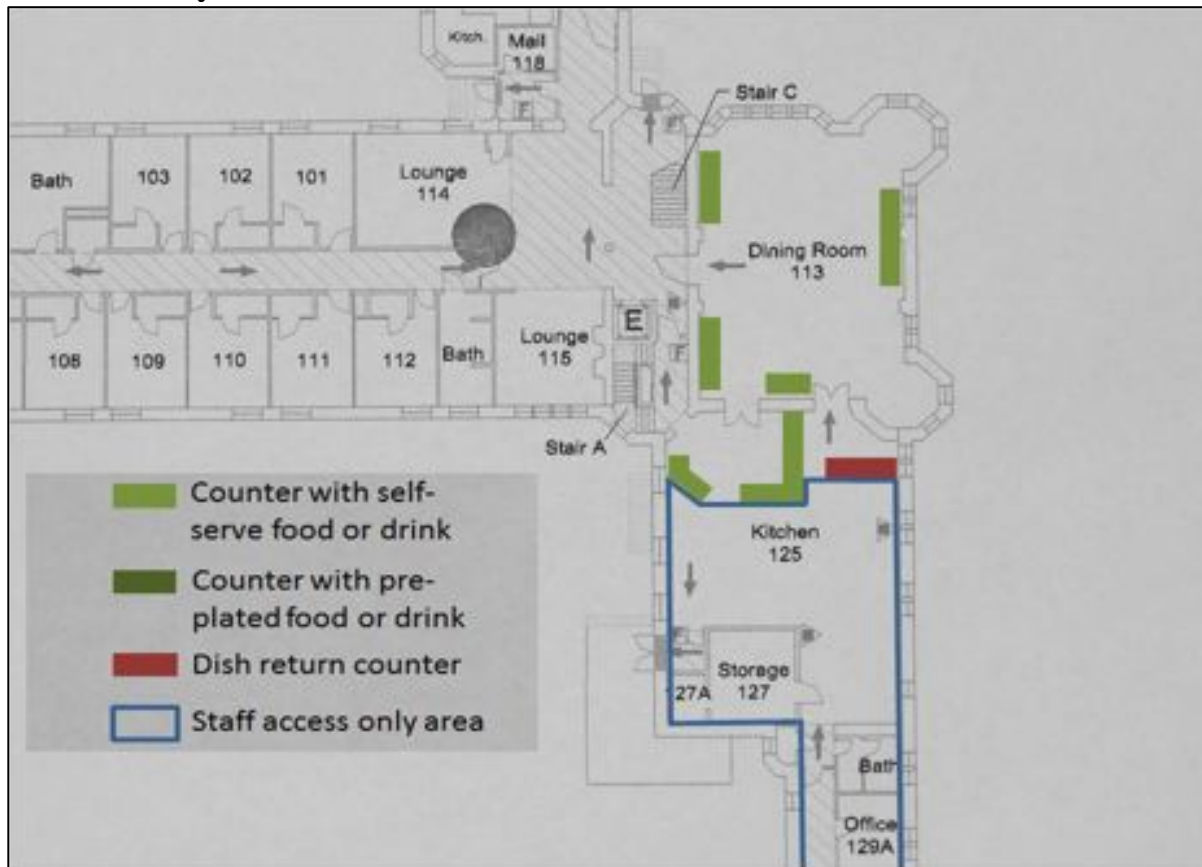 Kitch.
Mail
118
F
Stair C
F
Bath
103
102
101
Lounge
114
Dining Room
113
108
109
110
111
112
Bath
Lounge
115
E
F
Stair A
Counter with self-
serve food or drink
Counter with pre-
plated food or drink
Dish return counter
Staff access only area
Kitchen
125
F
Storage
127
27A
Bath
Office
129A